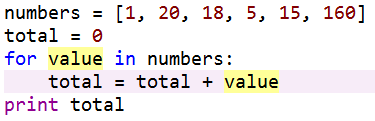 numbers = [1, 20, 18, 5, 15, 160]
total = 0
for value in numbers:
    total = total + value
print total